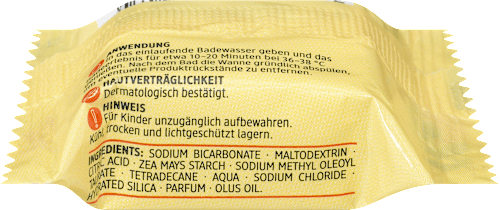 ANWENDUNG
das einlaufende Badewasser geben und das
für etwa 10–20 Minuten bei 36–38 °C
Nach dem Bad die Wanne gründlich abspülen,
eventuelle Produktrückstände zu entfernen.
HAUTVERTRÄGLICHKEIT
Dermatologisch bestätigt.
HINWEIS
Für Kinder unzugänglich aufbewahren.
trocken und lichtgeschützt lagern.
INGREDIENTS: SODIUM BICARBONATE · MALTODEXTRIN ·
CITRIC ACID · ZEA MAYS STARCH · SODIUM METHYL OLEOYL
TAURATE · TETRADECANE · AQUA · SODIUM CHLORIDE ·
HYDRATED SILICA · PARFUM · OLUS OIL.